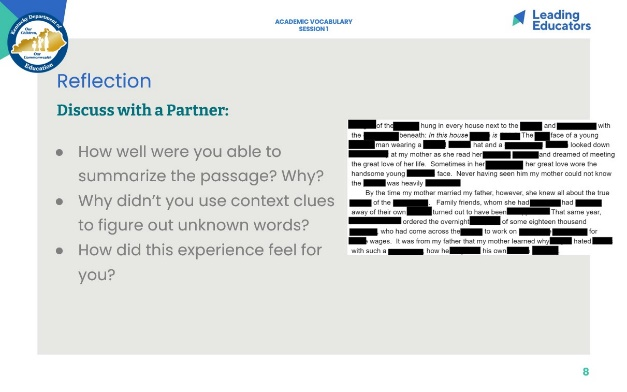 Kentucky Department of
Our Children,
Our Commonwealth
Education
ACADEMIC VOCABULARY
SESSION 1
Leading
Educators
Reflection
Discuss with a Partner:
● How well were you able to
summarize the passage? Why?
● Why didn't you use context clues
to figure out unknown words?
● How did this experience feel for
you?
of the hung in every house next to the and with
the beneath: In this house is The face of a young
man wearing a hat and a looked down
at my mother as she read her and dreamed of meeting
the great love of her life. Sometimes in her her great love wore the
handsome young face. Never having seen him my mother could not know
the was heavily
By the time my mother married my father, however, she knew all about the true
of the . Family friends, whom she had had
away of their own turned out to have been That same year,
ordered the overnight of some eighteen thousand
, who had come across the to work on for
wages. It was from my father that my mother learned why hated
with such a how he his own
8